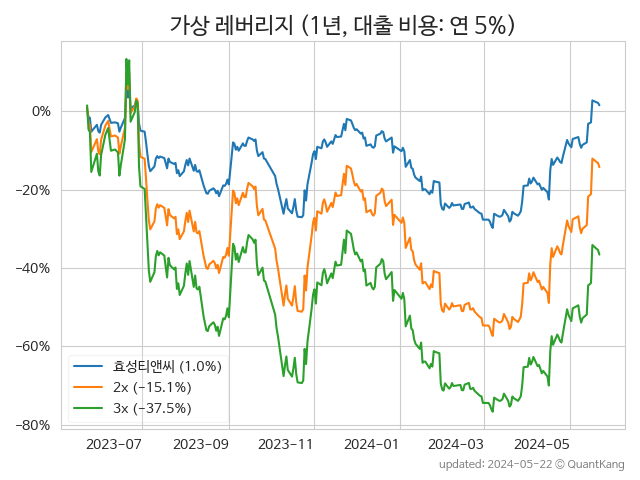 가상 레버리지 (1년, 대출 비용: 연 5%)
0%
−20%
−40%
−60%
−80%
효성티앤씨 (1.0%)
2x (−15.1%)
3x (−37.5%)
2023-07
2023-09
2023-11
2024-01
2024-03
2024-05
updated: 2024-05-22 © QuantKang